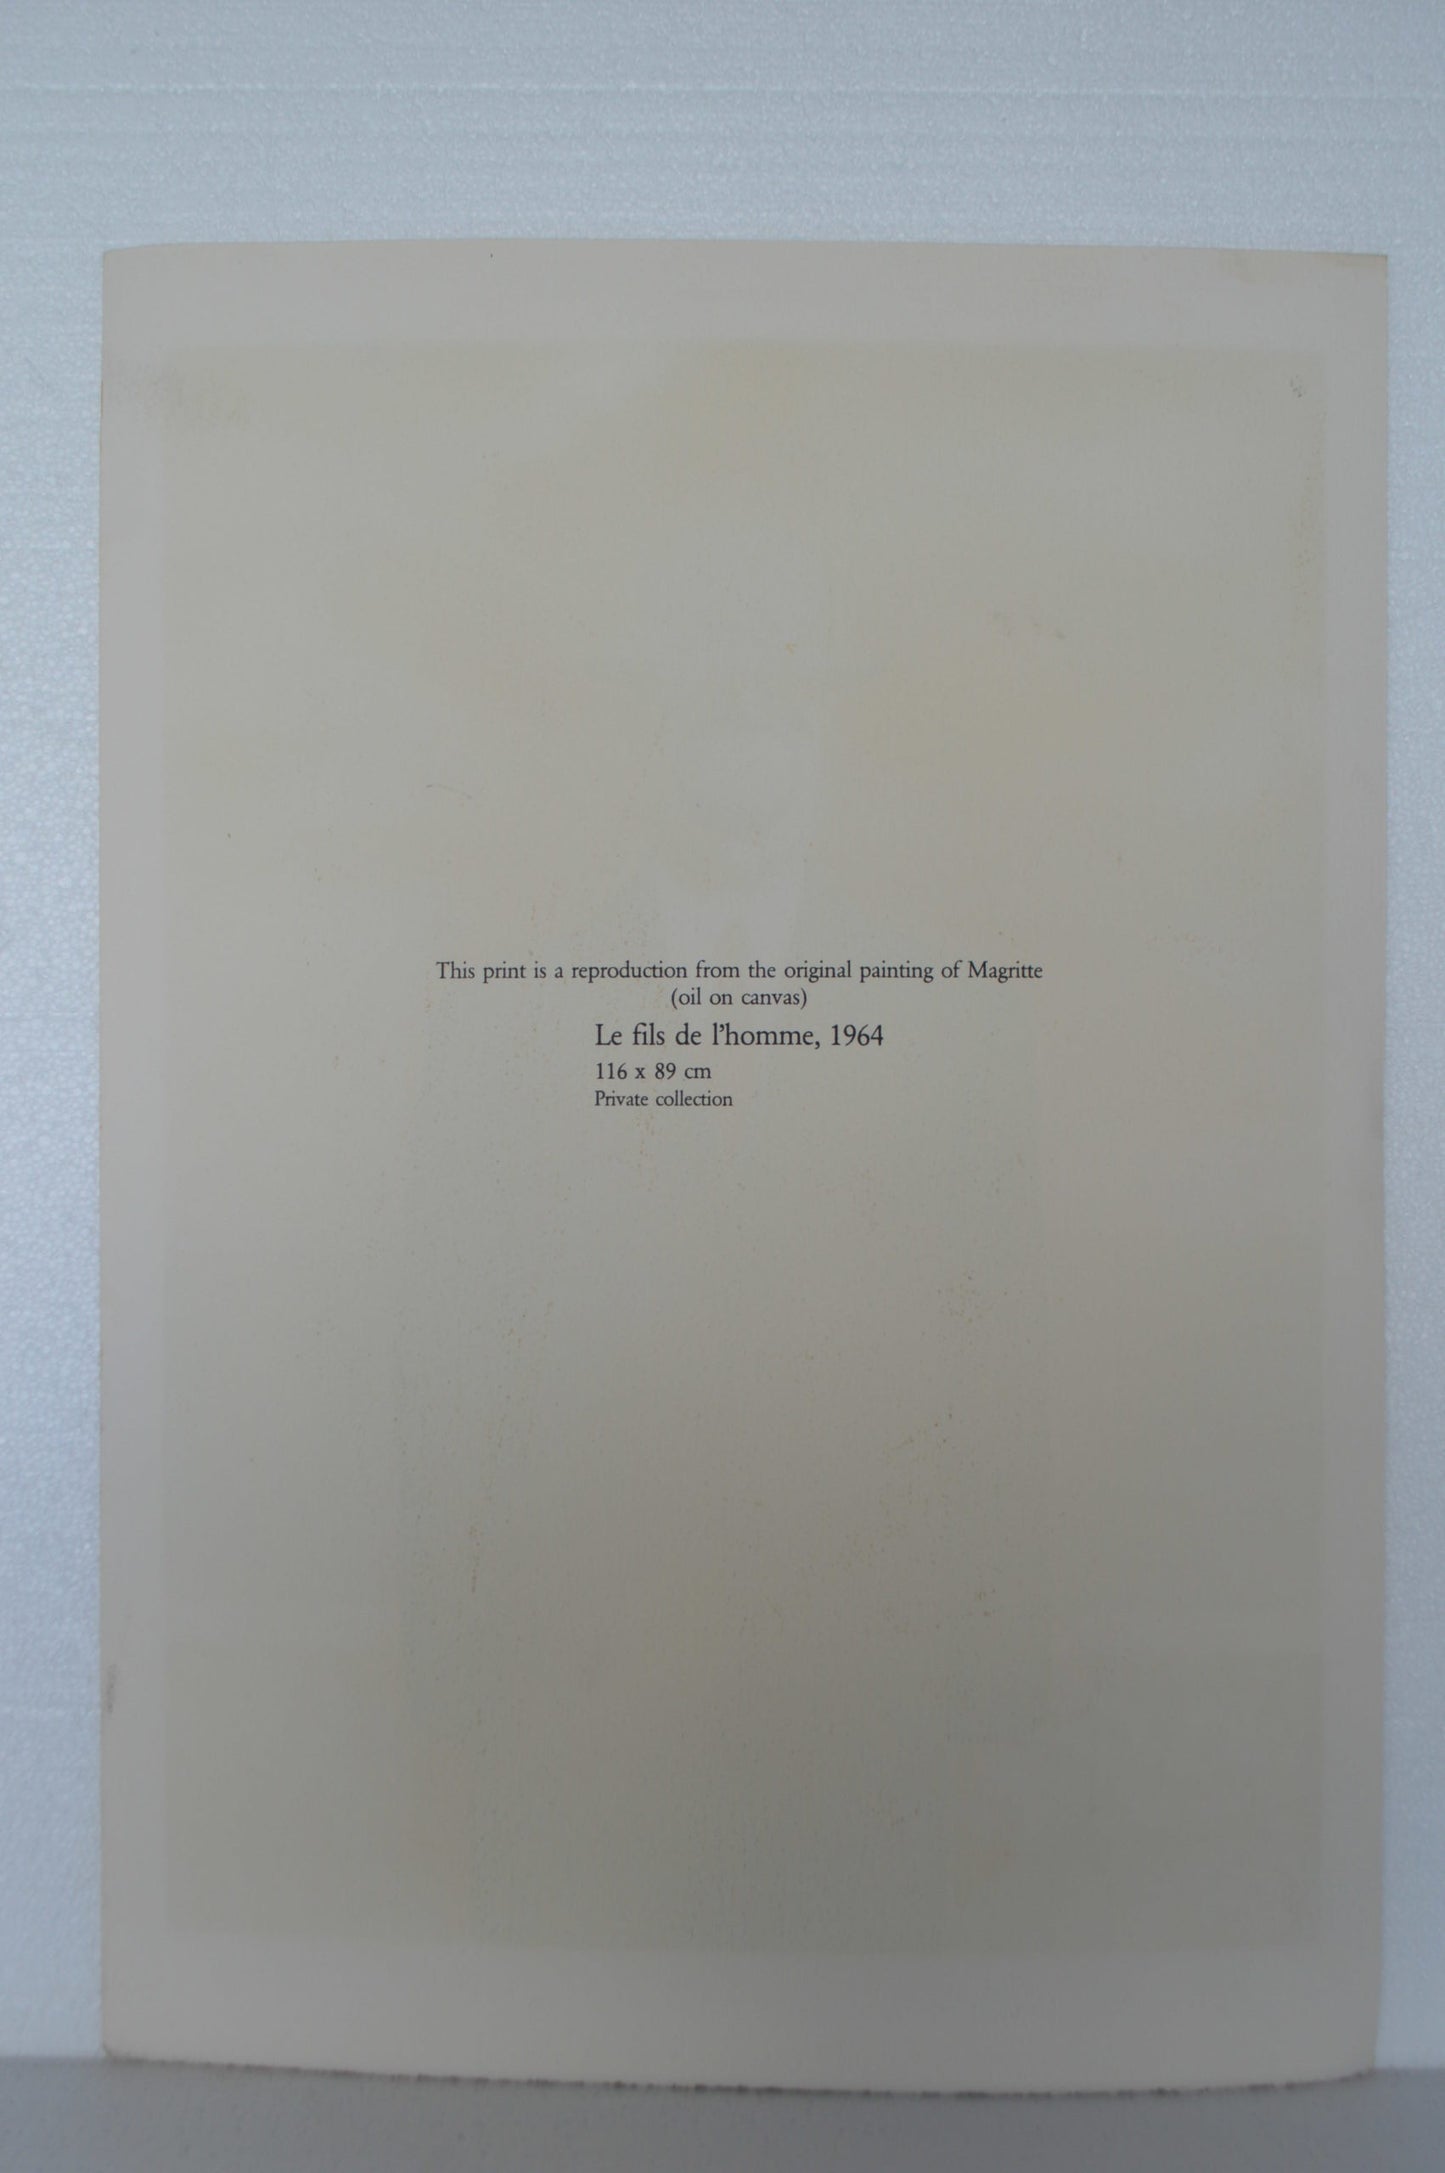 This print is a reproduction from the original painting of Magritte
(oil on canvas)
Le fils de l’homme, 1964
116 x 89 cm
Private collection